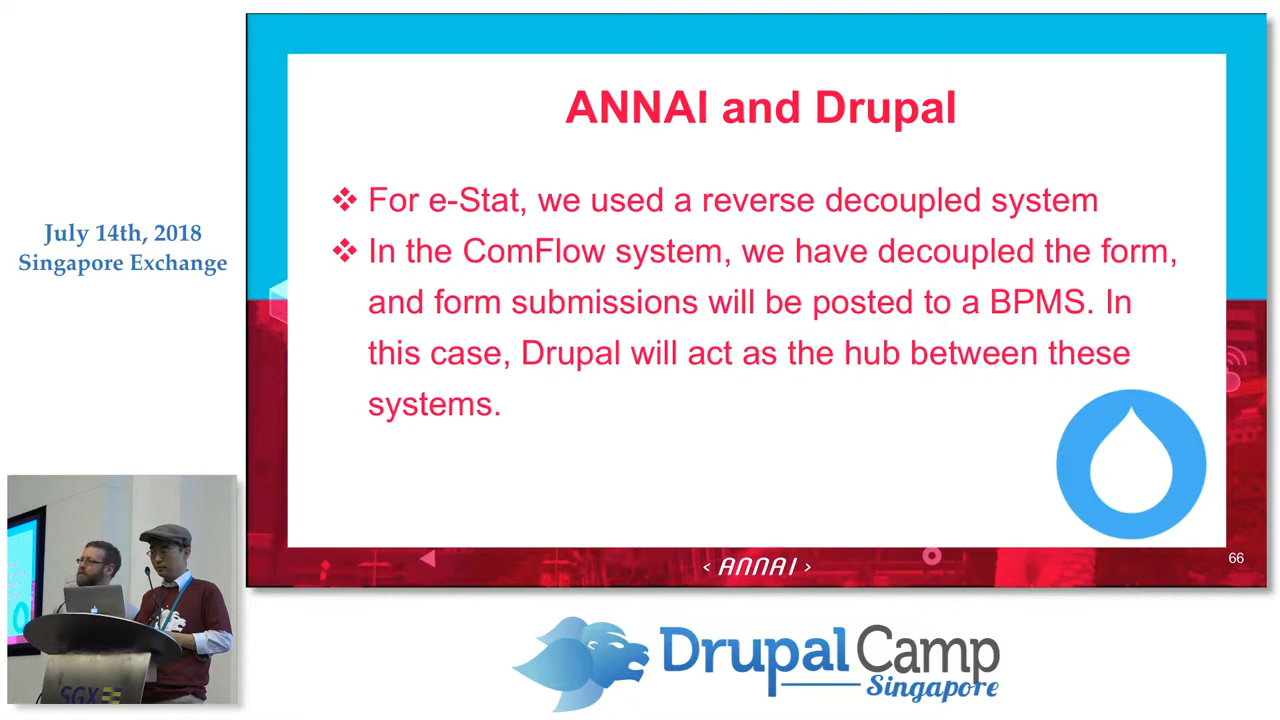 July 14th, 2018
Singapore Exchange
ANNAI and Drupal
❖ For e-Stat, we used a reverse decoupled system
❖ In the ComFlow system, we have decoupled the form,
and form submissions will be posted to a BPMS. In
this case, Drupal will act as the hub between these
systems.
< ANNAI >
66
SGX
DrupalCamp
Singapore